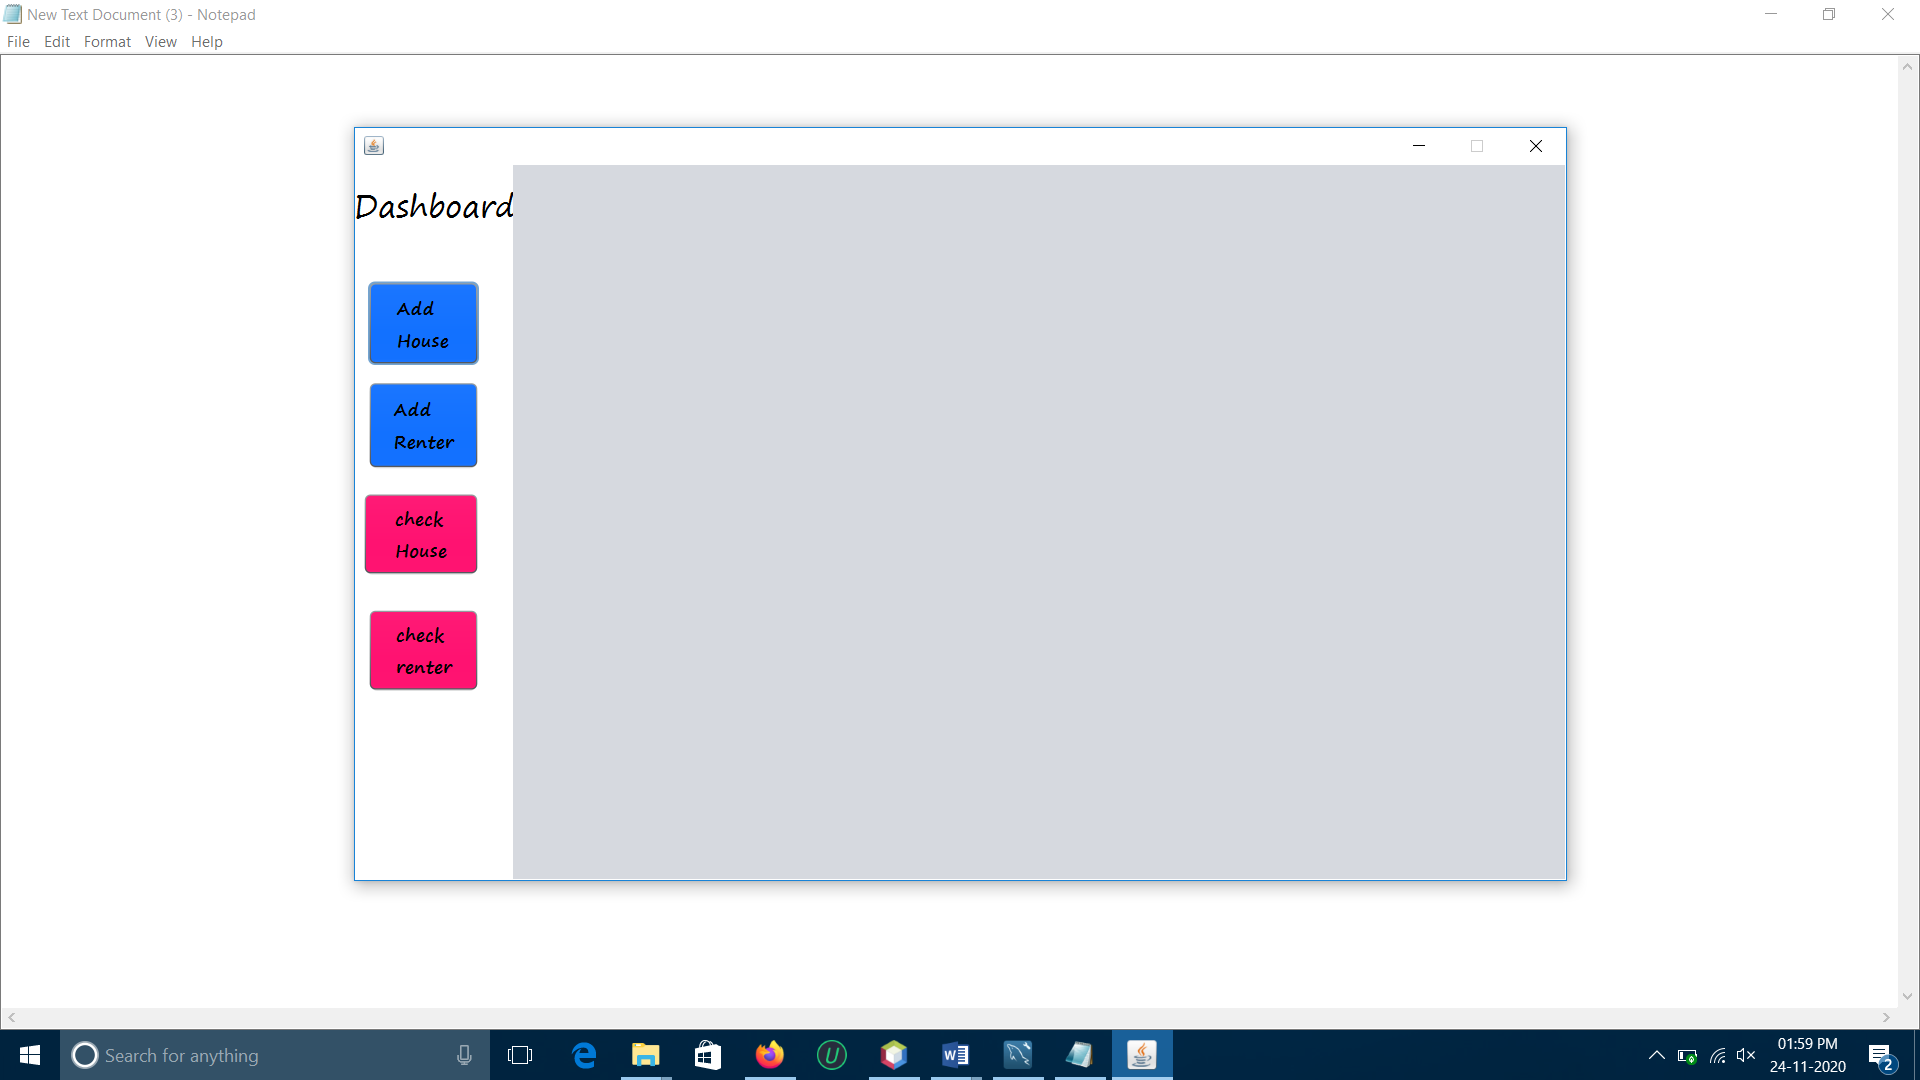 New Text Document (3) - Notepad
File Edit Format View Help
Dashboard
Add
House
Add
Renter
check
House
check
renter
Search for anything
01:59 PM
24-11-2020
2